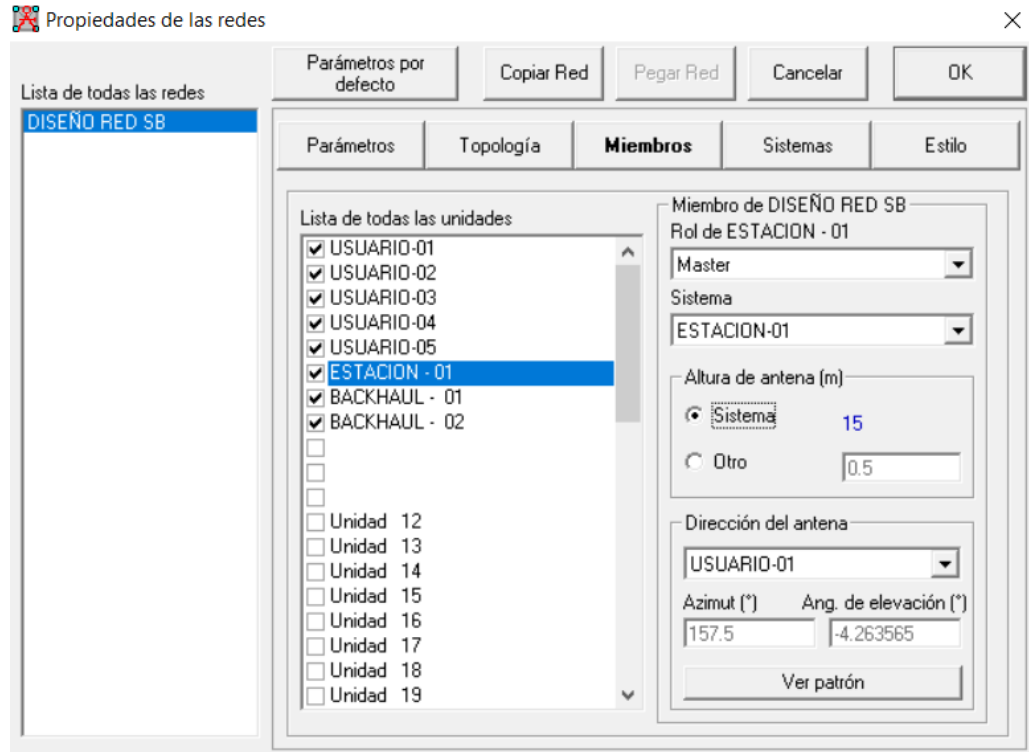 Propiedades de las redes
Lista de todas las redes
DISEÑO RED SB
Parámetros por
defecto
Copiar Red
Pegar Red
Cancelar
OK
Parámetros
Topología
Miembros
Sistemas
Estilo
Lista de todas las unidades
USUARIO-01
USUARIO-02
USUARIO-03
USUARIO-04
USUARIO-05
ESTACION - 01
BACKHAUL - 01
BACKHAUL - 02
Unidad 12
Unidad 13
Unidad 14
Unidad 15
Unidad 16
Unidad 17
Unidad 18
Unidad 19
Miembro de DISEÑO RED SB
Rol de ESTACION - 01
Master
Sistema
ESTACION-01
Altura de antena (m)
Sistema 15
Otro 0.5
Dirección del antena
USUARIO-01
Azimut (°) Ang. de elevación (°)
157.5 -4.263565
Ver patrón